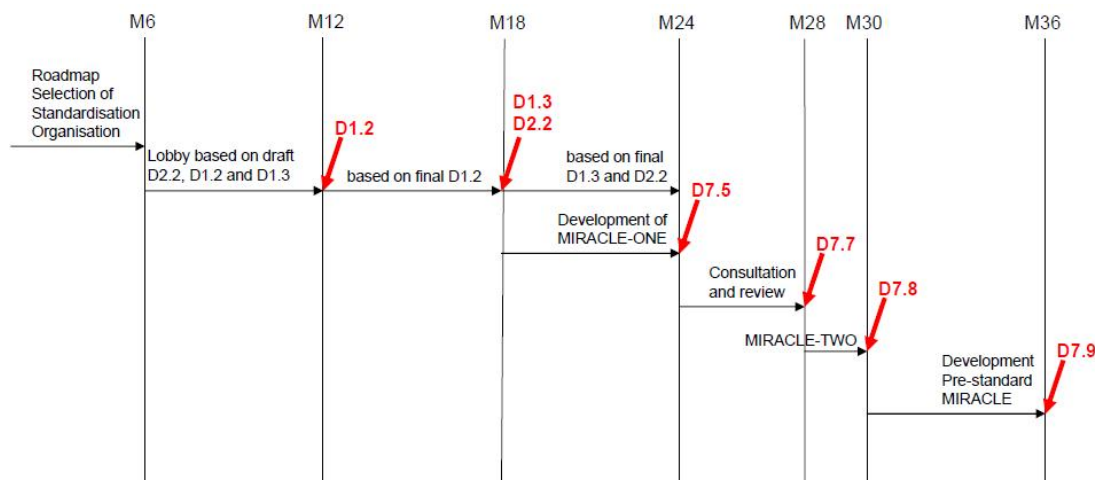 M6 M12 M18 M24 M28 M30 M36
Roadmap
Selection of
Standardisation
Organisation
Lobby based on draft
D2.2, D1.2 and D1.3
D1.2
based on final D1.2
D1.3
D2.2
based on final
D1.3 and D2.2
Development of
MIRACLE-ONE
D7.5
Consultation
and review
D7.7
MIRACLE-TWO
D7.8
Development
Pre-standard
MIRACLE
D7.9